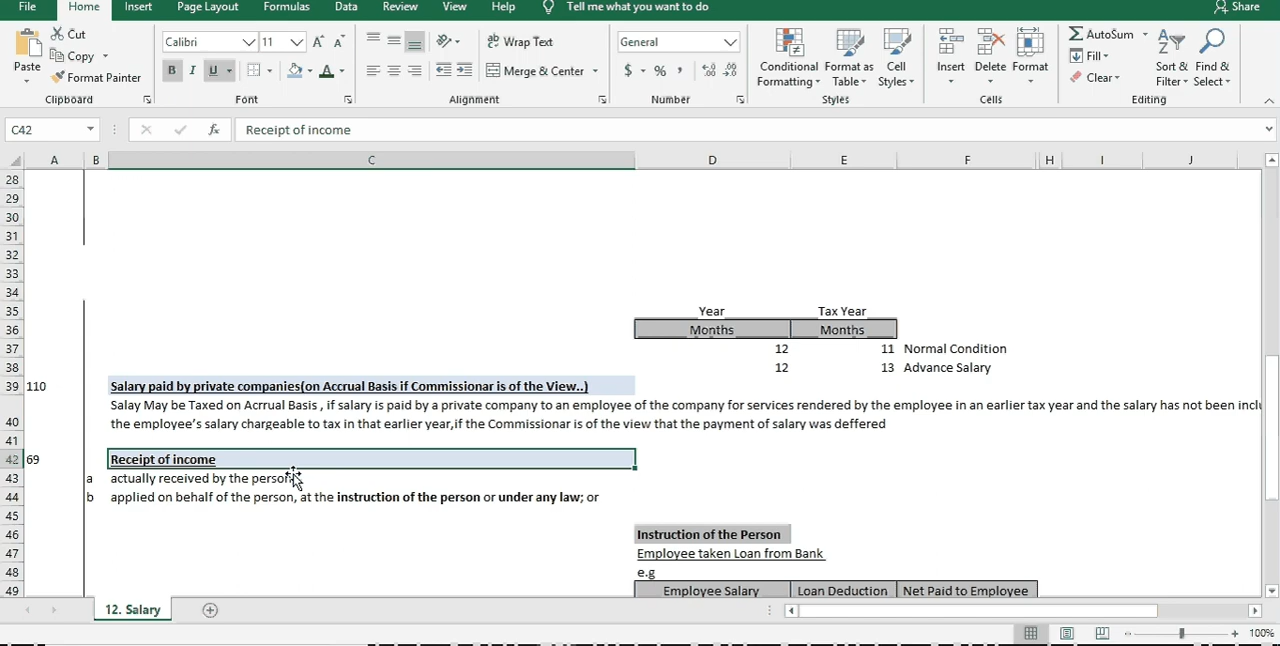 File Home Insert Page Layout Formulas Data Review View Help Tell me what you want to do Share
Cut
Copy
Format Painter
Paste
Calibri 11
B I U
Wrap Text
Merge & Center
General
$ % ,
Conditional Formatting
Format as Table
Cell Styles
Insert Delete Format
AutoSum
Fill
Clear
Sort & Filter
Find & Select
Clipboard Font Alignment Number Styles Cells Editing
C42 fx Receipt of income
A B C D E F H I J
28
29
30
31
32
33
34
35 Year Tax Year
36 Months Months
37 12 11 Normal Condition
38 12 13 Advance Salary
39 110 Salary paid by private companies(on Accrual Basis if Commissionar is of the View..)
Salay May be Taxed on Acrrual Basis , if salary is paid by a private company to an employee of the company for services rendered by the employee in an earlier tax year and the salary has not been inclu
40 the employee's salary chargeable to tax in that earlier year,if the Commissioner is of the view that the payment of salary was deffered
41
42 69 Receipt of income
43 a actually received by the person;
44 b applied on behalf of the person, at the instruction of the person or under any law; or
45
46 Instruction of the Person
47 Employee taken Loan from Bank
48 e.g
49 Employee Salary Loan Deduction Net Paid to Employee
12. Salary
100%